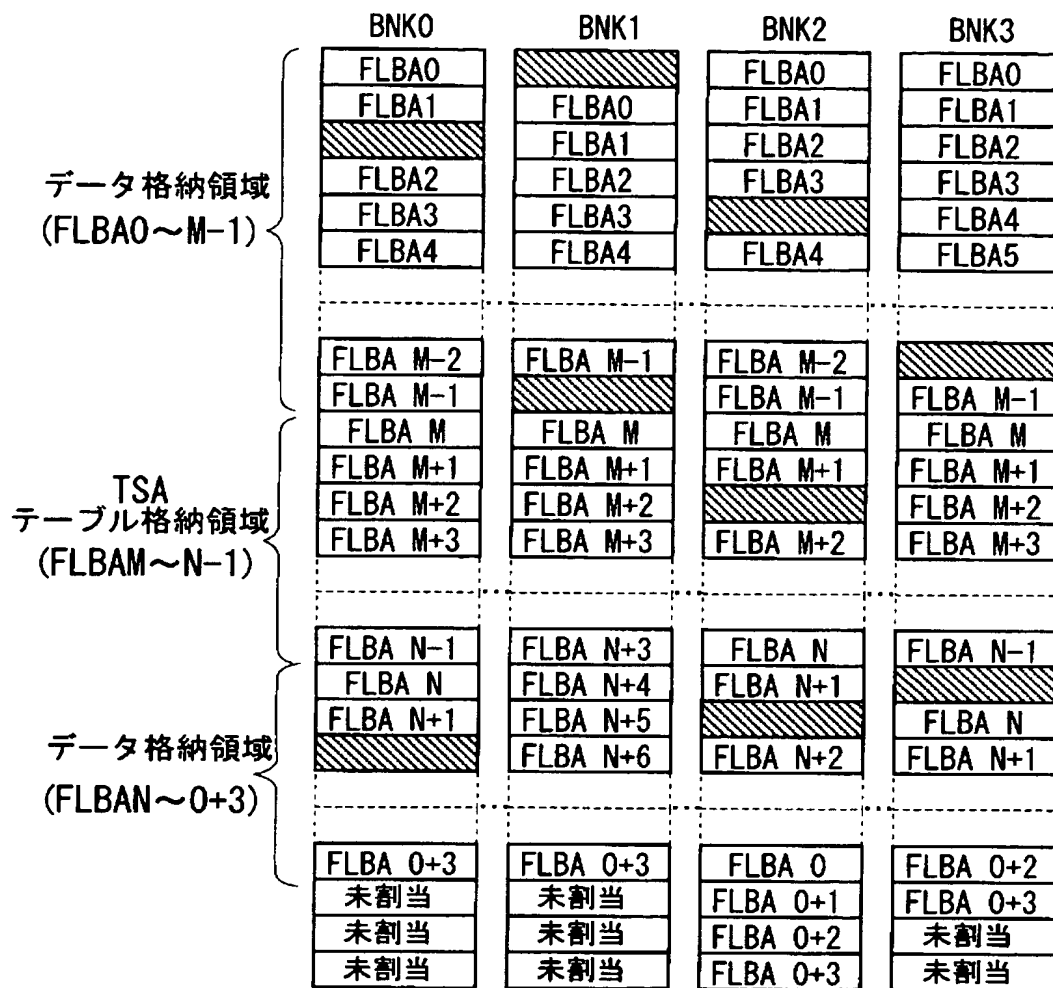 BNK0 BNK1 BNK2 BNK3
FLBA0 FLBA0 FLBA0
FLBA1 FLBA0 FLBA1 FLBA1
FLBA1 FLBA2 FLBA2
データ格納領域
(FLBA0～M-1)
FLBA2 FLBA2 FLBA3 FLBA3
FLBA3 FLBA3 FLBA4
FLBA4 FLBA4 FLBA4 FLBA5
FLBA M-2 FLBA M-1 FLBA M-2
FLBA M-1 FLBA M-1 FLBA M-1
FLBA M FLBA M FLBA M FLBA M
FLBA M+1 FLBA M+1 FLBA M+1 FLBA M+1
TSA
テーブル格納領域
(FLBAM～N-1)
FLBA M+2 FLBA M+2 FLBA M+2
FLBA M+3 FLBA M+3 FLBA M+2 FLBA M+3
FLBA N-1 FLBA N+3 FLBA N FLBA N-1
FLBA N FLBA N+4 FLBA N+1
FLBA N+1 FLBA N+5 FLBA N
FLBA N+6 FLBA N+2 FLBA N+1
データ格納領域
(FLBAN～O+3)
FLBA O+3 FLBA O+3 FLBA O FLBA O+2
未割当 未割当 FLBA O+1 FLBA O+3
未割当 未割当 FLBA O+2 未割当
未割当 未割当 FLBA O+3 未割当